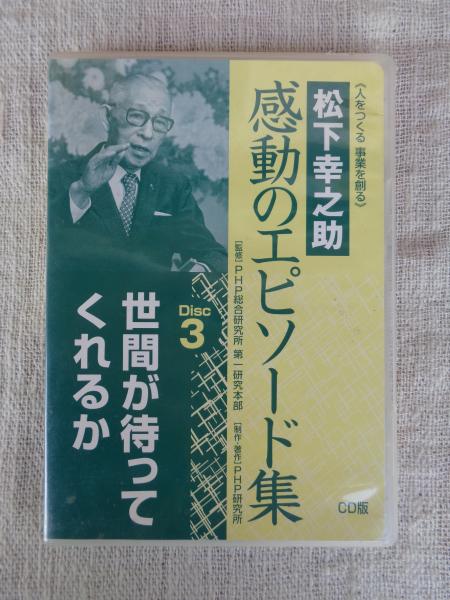 《人をつくる 事業を創る》
松下幸之助
感動のエピソード集
[監修]PHP総合研究所 第一研究本部 [制作・著作]PHP研究所
Disc
3
世間が待って
くれるか
CD版